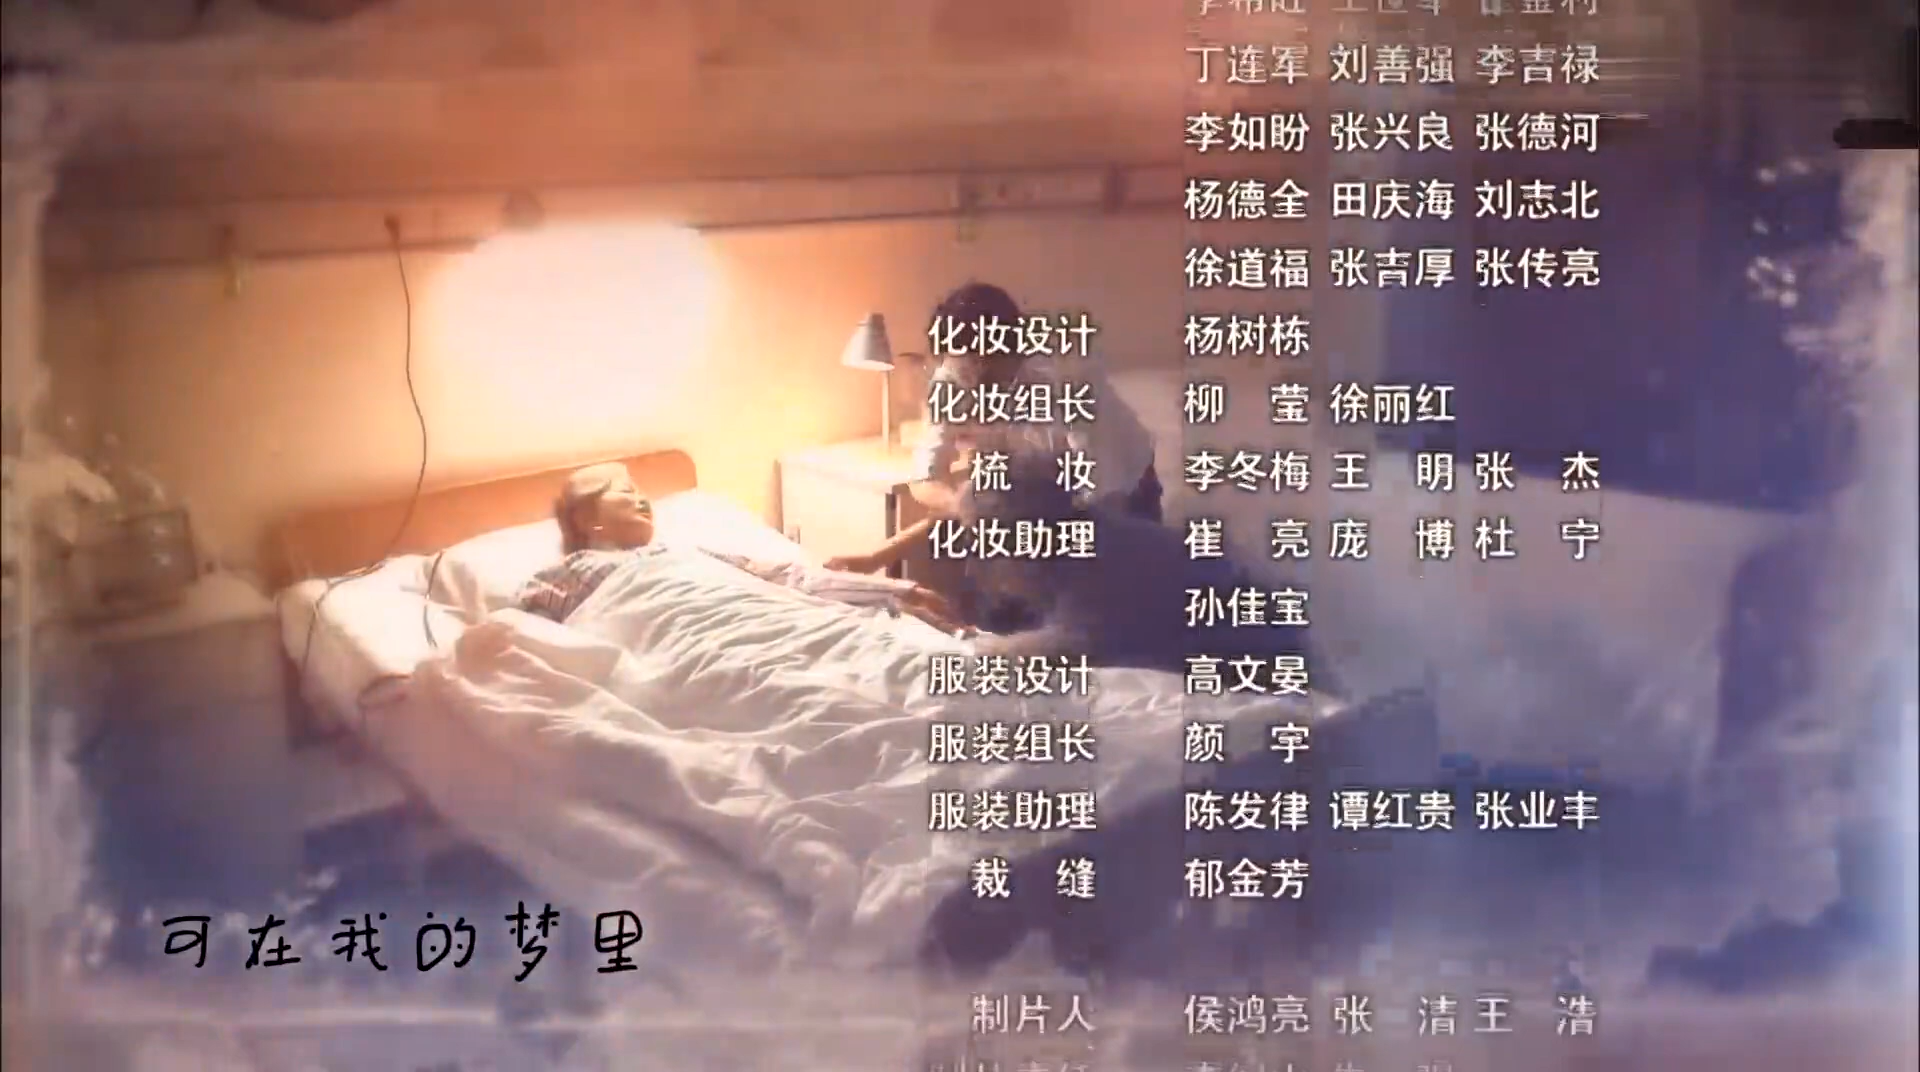 丁连军 刘善强 李吉禄
李如盼 张兴良 张德河
杨德全 田庆海 刘志北
徐道福 张吉厚 张传亮
化妆设计 杨树栋
化妆组长 柳 莹 徐丽红
梳 妆 李冬梅 王 明 张 杰
化妆助理 崔 亮 庞 博 杜 宁
孙佳宝
服装设计 高文晏
服装组长 颜 宇
服装助理 陈发律 谭红贵 张业丰
裁 缝 郁金芳
可在我的梦里
制片人 侯鸿亮 张 清 王 浩